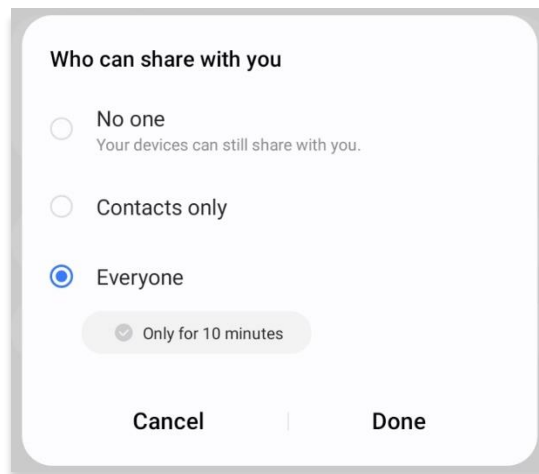 Who can share with you
No one
Your devices can still share with you.
Contacts only
Everyone
Only for 10 minutes
Cancel
Done